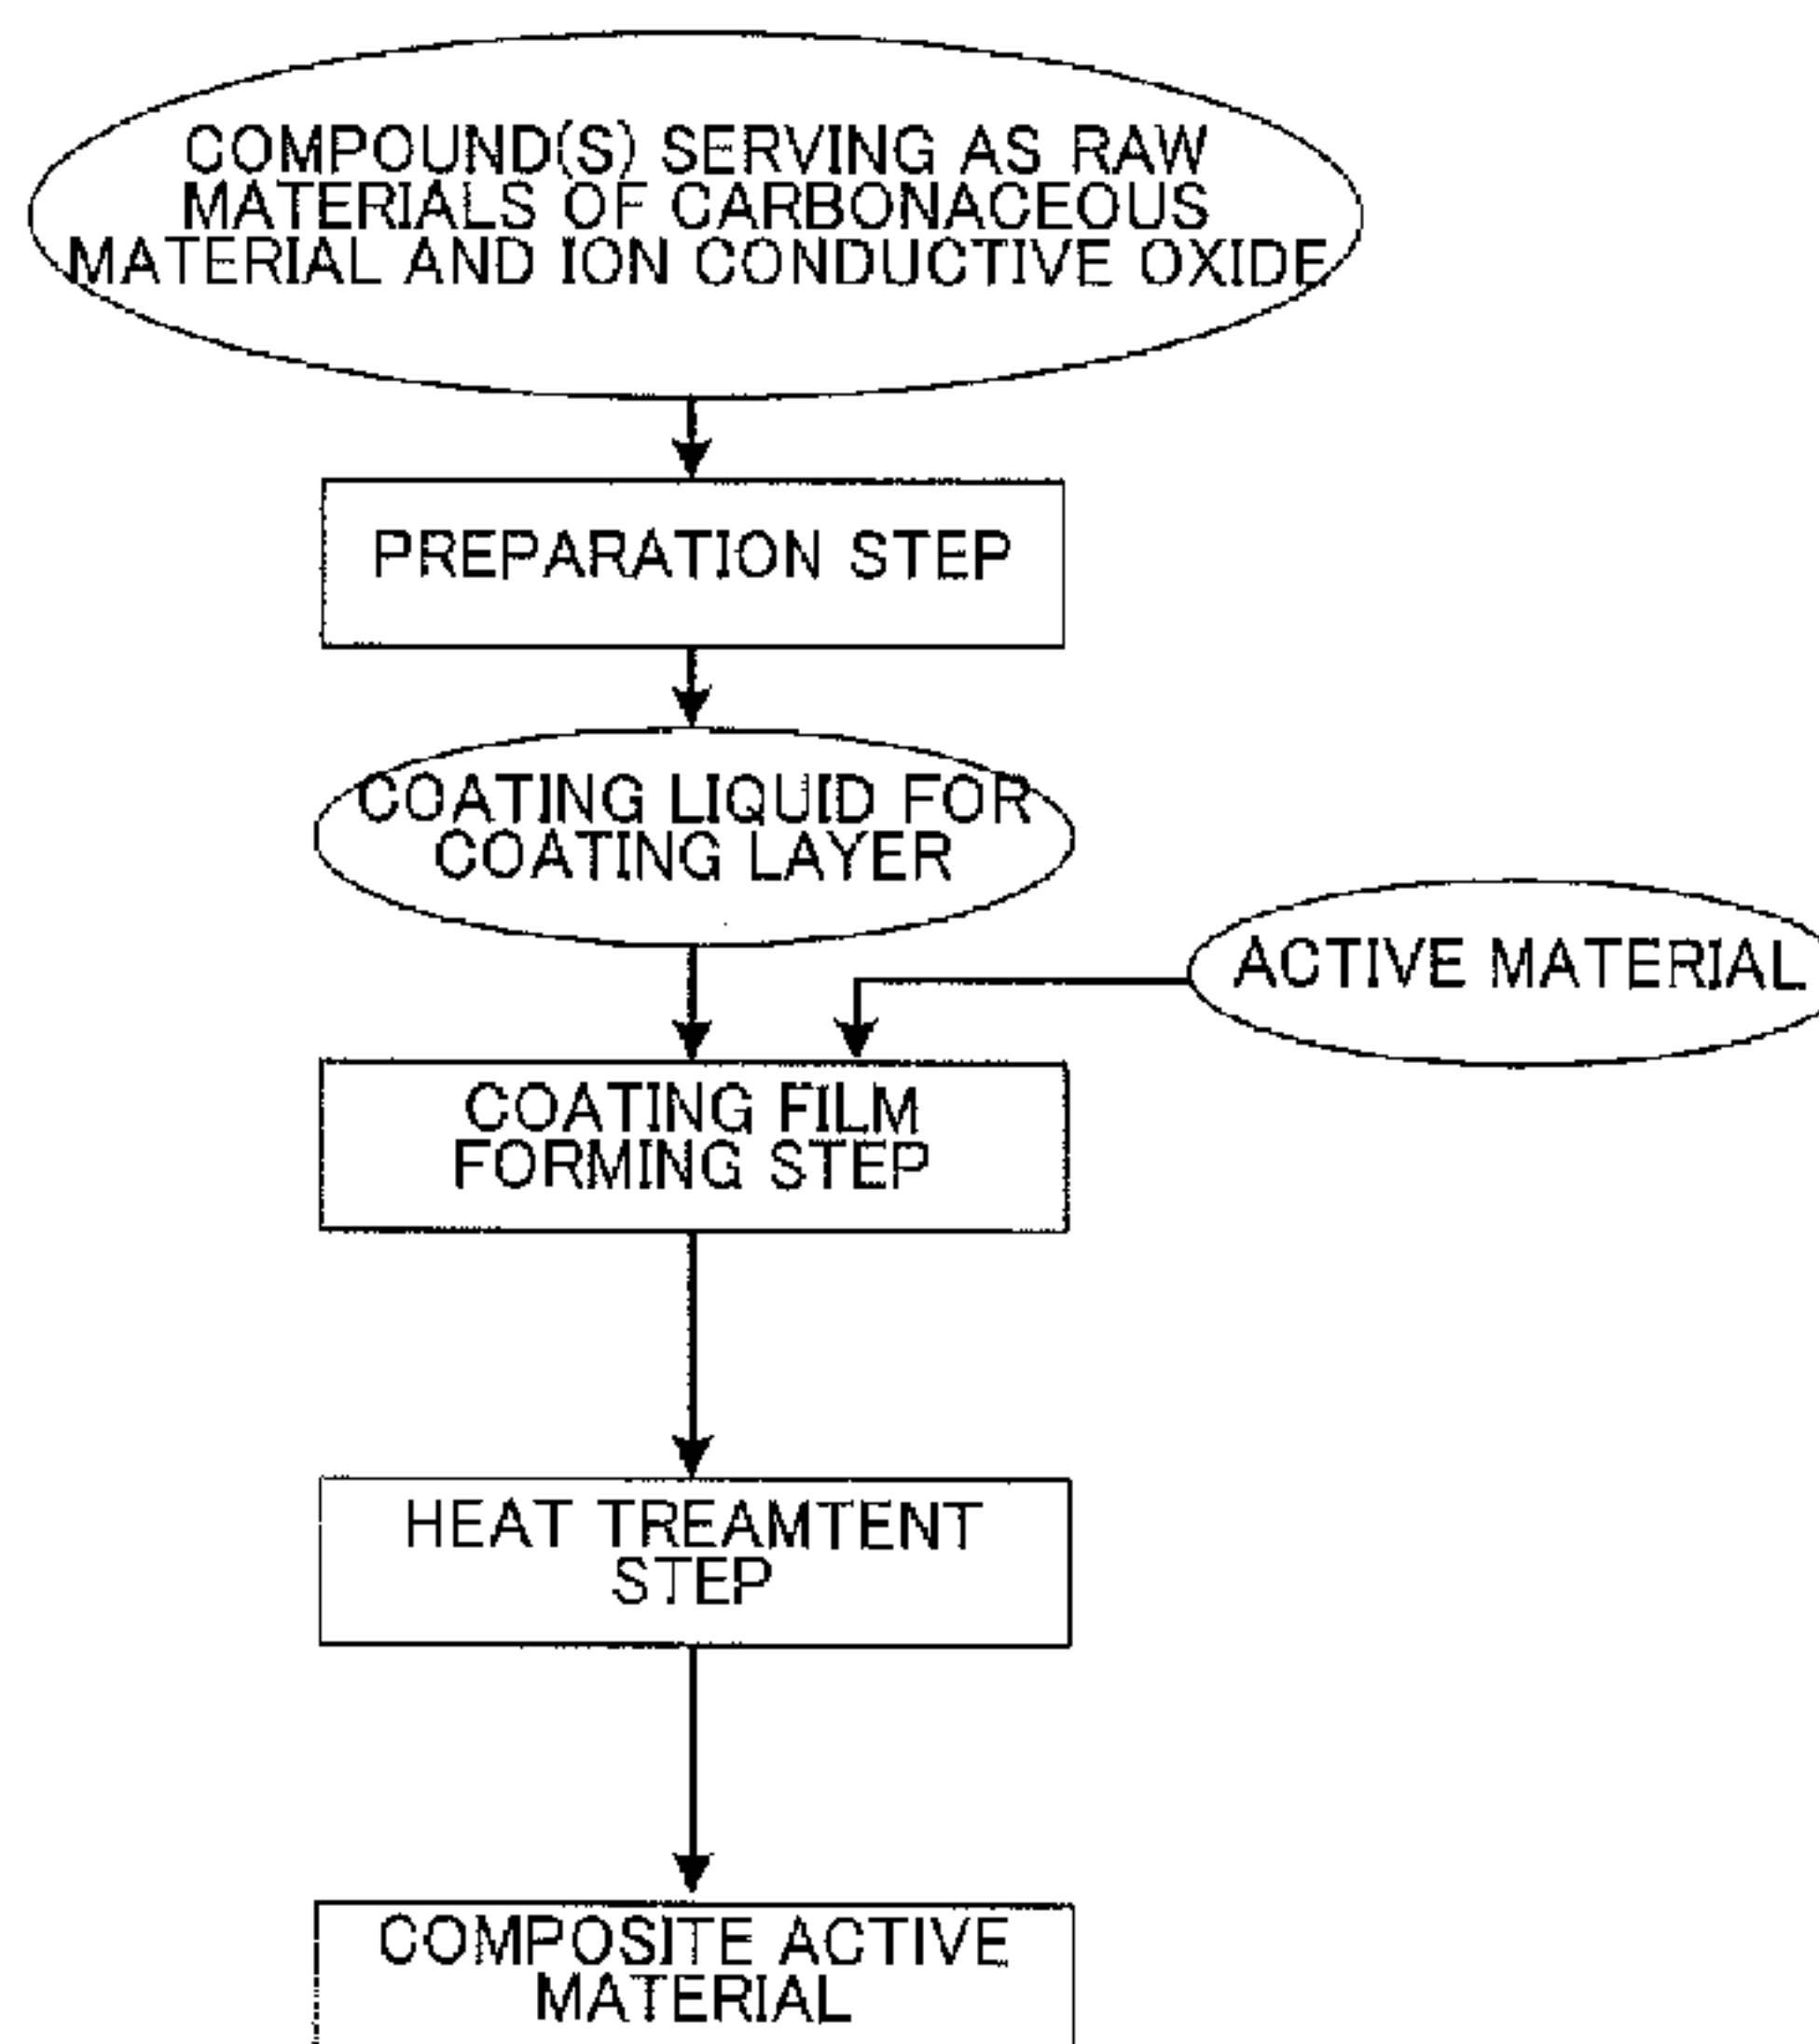 COMPOUND(S) SERVING AS RAW
MATERIALS OF CARBONACEOUS
MATERIAL AND ION CONDUCTIVE OXIDE
PREPARATION STEP
COATING LIQUID FOR
COATING LAYER
ACTIVE MATERIAL
COATING FILM
FORMING STEP
HEAT TREAMTENT
STEP
COMPOSITE ACTIVE
MATERIAL